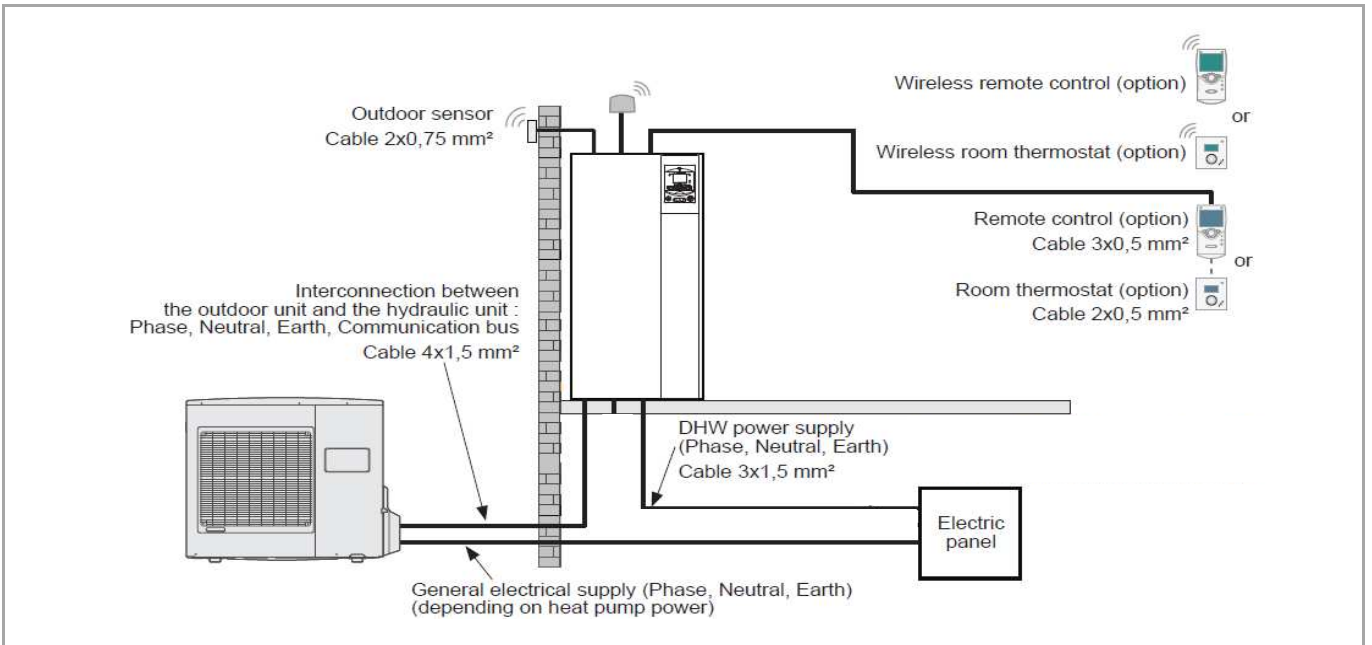 Wireless remote control (option)
or
Outdoor sensor
Cable 2x0,75 mm²
Wireless room thermostat (option)
Remote control (option)
Cable 3x0,5 mm²
or
Room thermostat (option)
Cable 2x0,5 mm²
Interconnection between
the outdoor unit and the hydraulic unit :
Phase, Neutral, Earth, Communication bus
Cable 4x1,5 mm²
DHW power supply
(Phase, Neutral, Earth)
Cable 3x1,5 mm²
Electric
panel
General electrical supply (Phase, Neutral, Earth)
(depending on heat pump power)